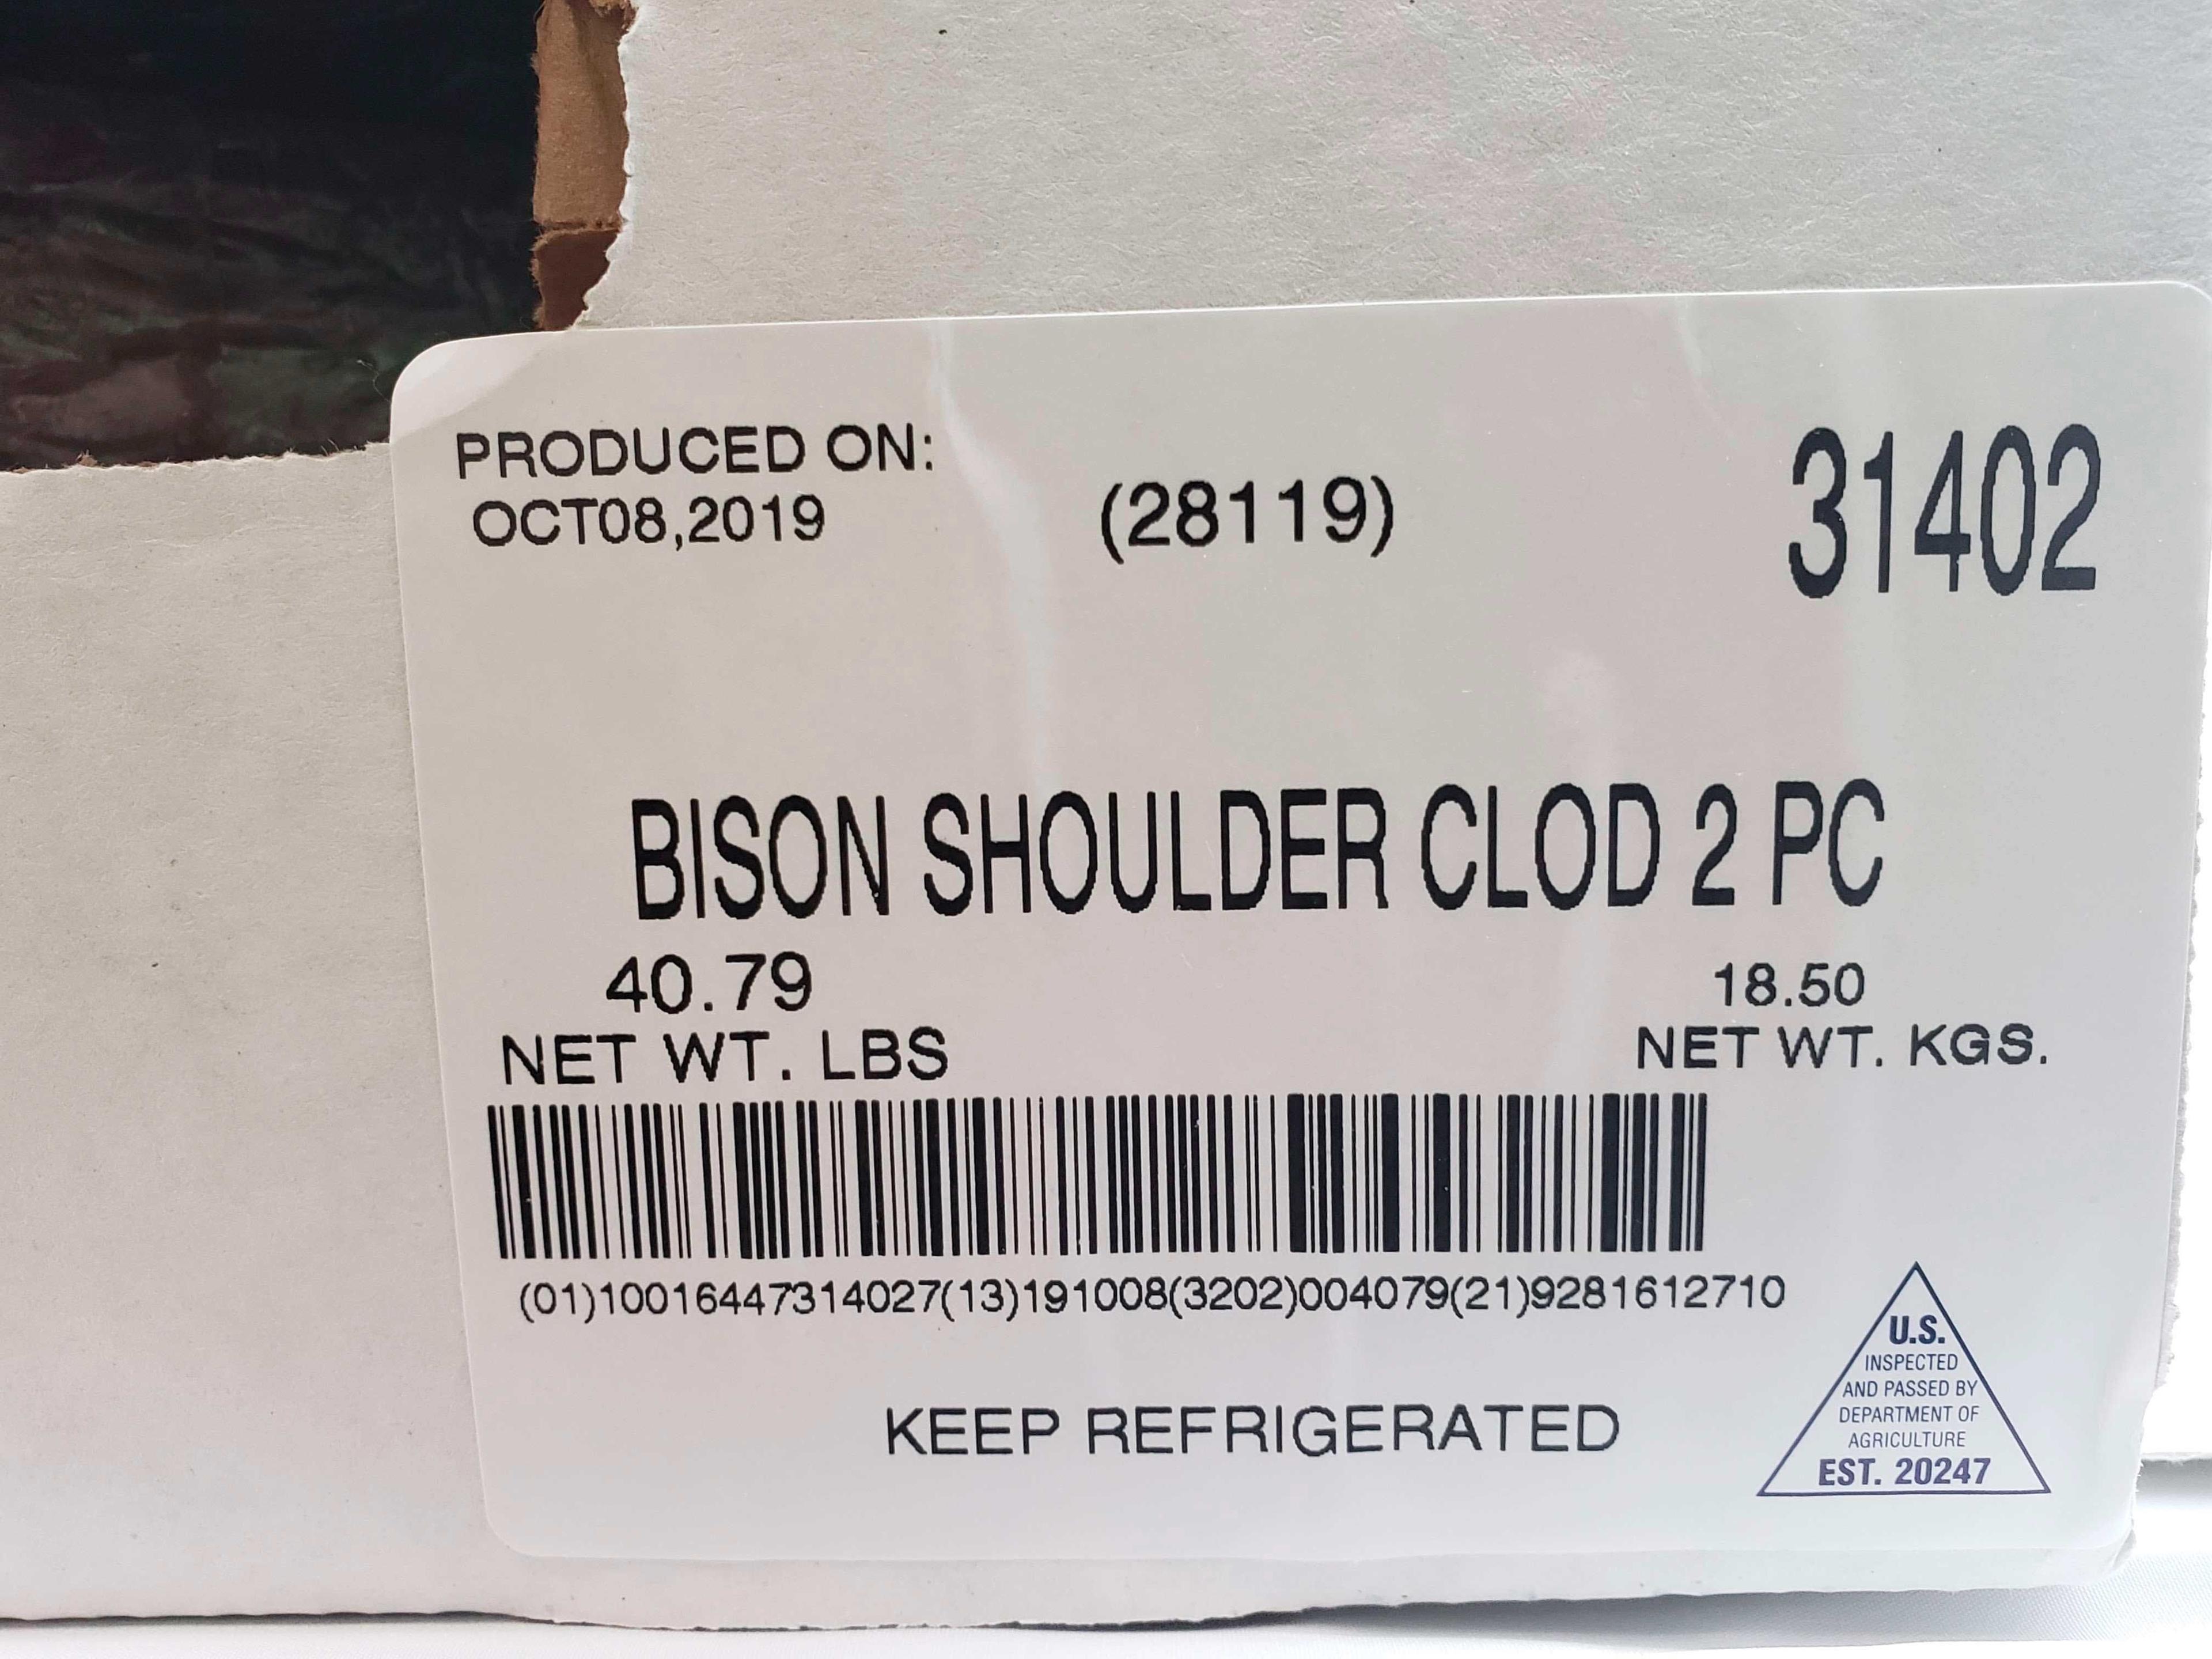 PRODUCED ON:
OCT08,2019
(28119)
31402
BISON SHOULDER CLOD 2 PC
40.79
NET WT. LBS
18.50
NET WT. KGS.
(01)10016447314027(13)191008(3202)004079(21)9281612710
KEEP REFRIGERATED
U.S.
INSPECTED
AND PASSED BY
DEPARTMENT OF
AGRICULTURE
EST. 20247